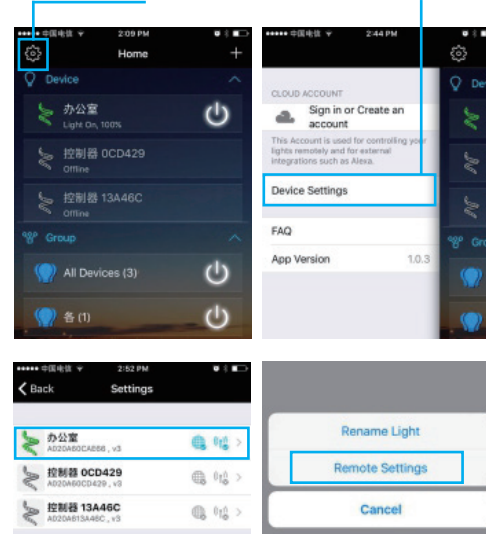 中国电信 2:09 PM
Home
Device
办公室
Light On, 100%
控制器 0CD429
Offline
控制器 13A46C
Offline
Group
All Devices (3)
各 (1)
中国电信 2:44 PM
CLOUD ACCOUNT
Sign in or Create an
account
This Account is used for controlling your
lights remotely and for external
integrations such as Alexa.
Device Settings
FAQ
App Version 1.0.3
De
Gro
中国电信 2:52 PM
Back Settings
办公室
AD20A60CAE88 , v3
控制器 0CD429
AD20A60CD429 , v3
控制器 13A46C
AD20A613A46C , v3
Rename Light
Remote Settings
Cancel